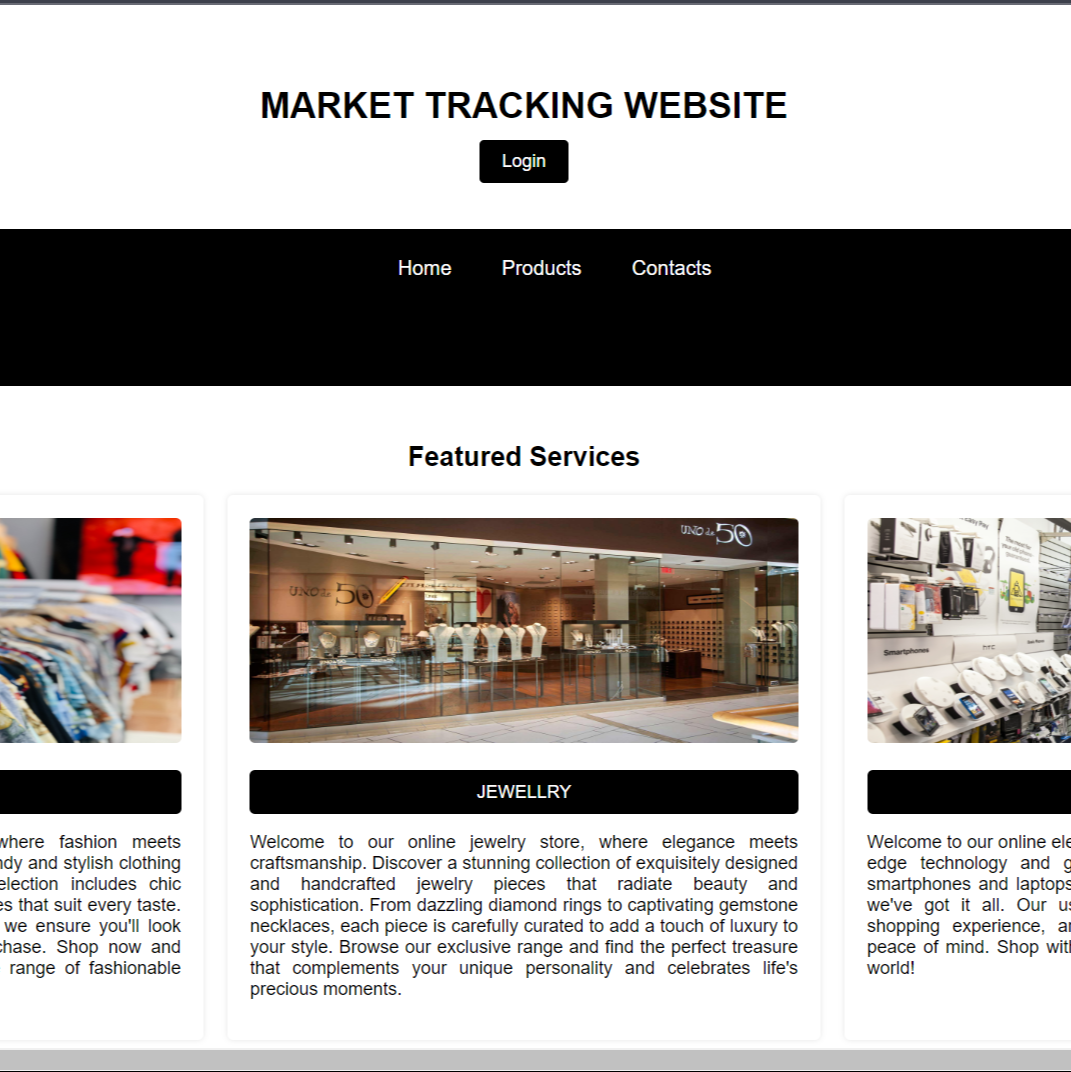 MARKET TRACKING WEBSITE
Login
Home Products Contacts
Featured Services
UNO de 50
UNO de 50
Smartphones
hTC
JEWELLRY
where fashion meets
and stylish clothing
selection includes chic
that suit every taste.
we ensure you'll look
Shop now and
range of fashionable
Welcome to our online jewelry store, where elegance meets
craftsmanship. Discover a stunning collection of exquisitely designed
and handcrafted jewelry pieces that radiate beauty and
sophistication. From dazzling diamond rings to captivating gemstone
necklaces, each piece is carefully curated to add a touch of luxury to
your style. Browse our exclusive range and find the perfect treasure
that complements your unique personality and celebrates life's
precious moments.
Welcome to our online ele
edge technology and g
smartphones and laptops
we've got it all. Our us
shopping experience, an
peace of mind. Shop with
world!